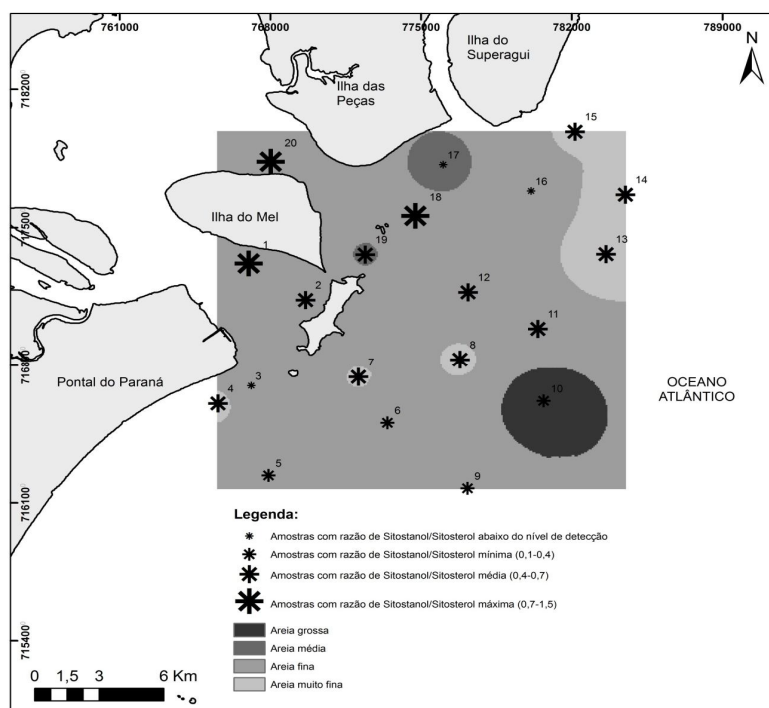 761000 768000 775000 782000 789000
Ilha do
Superagui
N
718200
Ilha das
Peças
15
20
17
16
14
18
Ilha do Mel
717500
19
13
1
12
2
11
8
716800
Pontal do Paraná
7
3
OCEANO
ATLÂNTICO
4
10
6
5
9
716100
Legenda:
Amostras com razão de Sitostanol/Sitosterol abaixo do nível de detecção
Amostras com razão de Sitostanol/Sitosterol mínima (0,1-0,4)
Amostras com razão de Sitostanol/Sitosterol média (0,4-0,7)
Amostras com razão de Sitostanol/Sitosterol máxima (0,7-1,5)
Areia grossa
715400
Areia média
Areia fina
Areia muito fina
0 1,5 3 6 Km